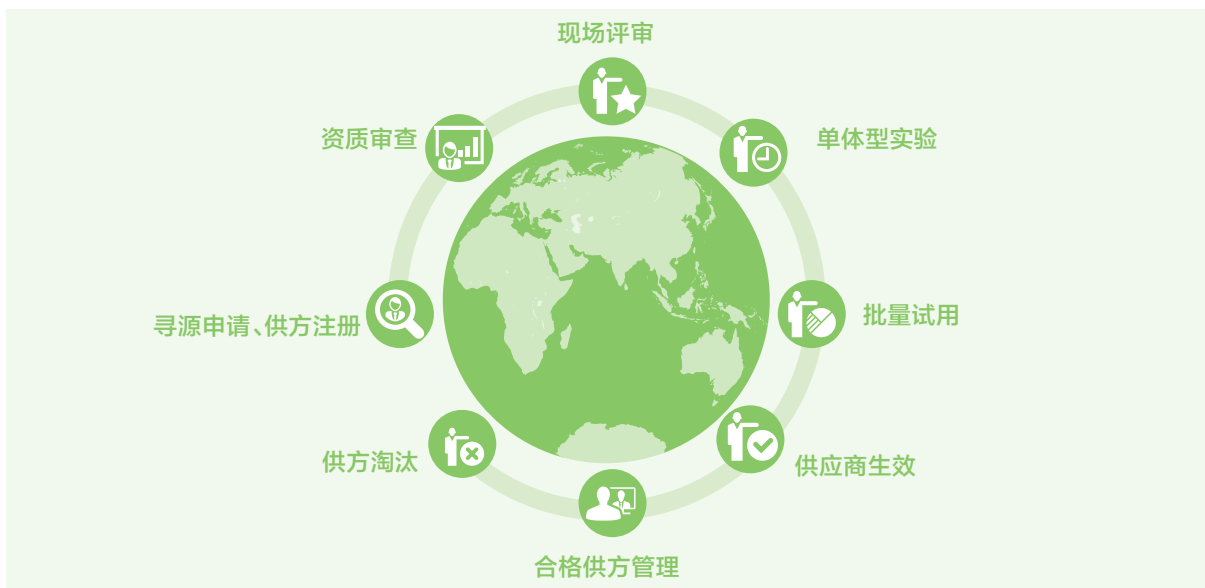 现场评审
资质审查
单体型实验
寻源申请、供方注册
批量试用
供方淘汰
供应商生效
合格供方管理